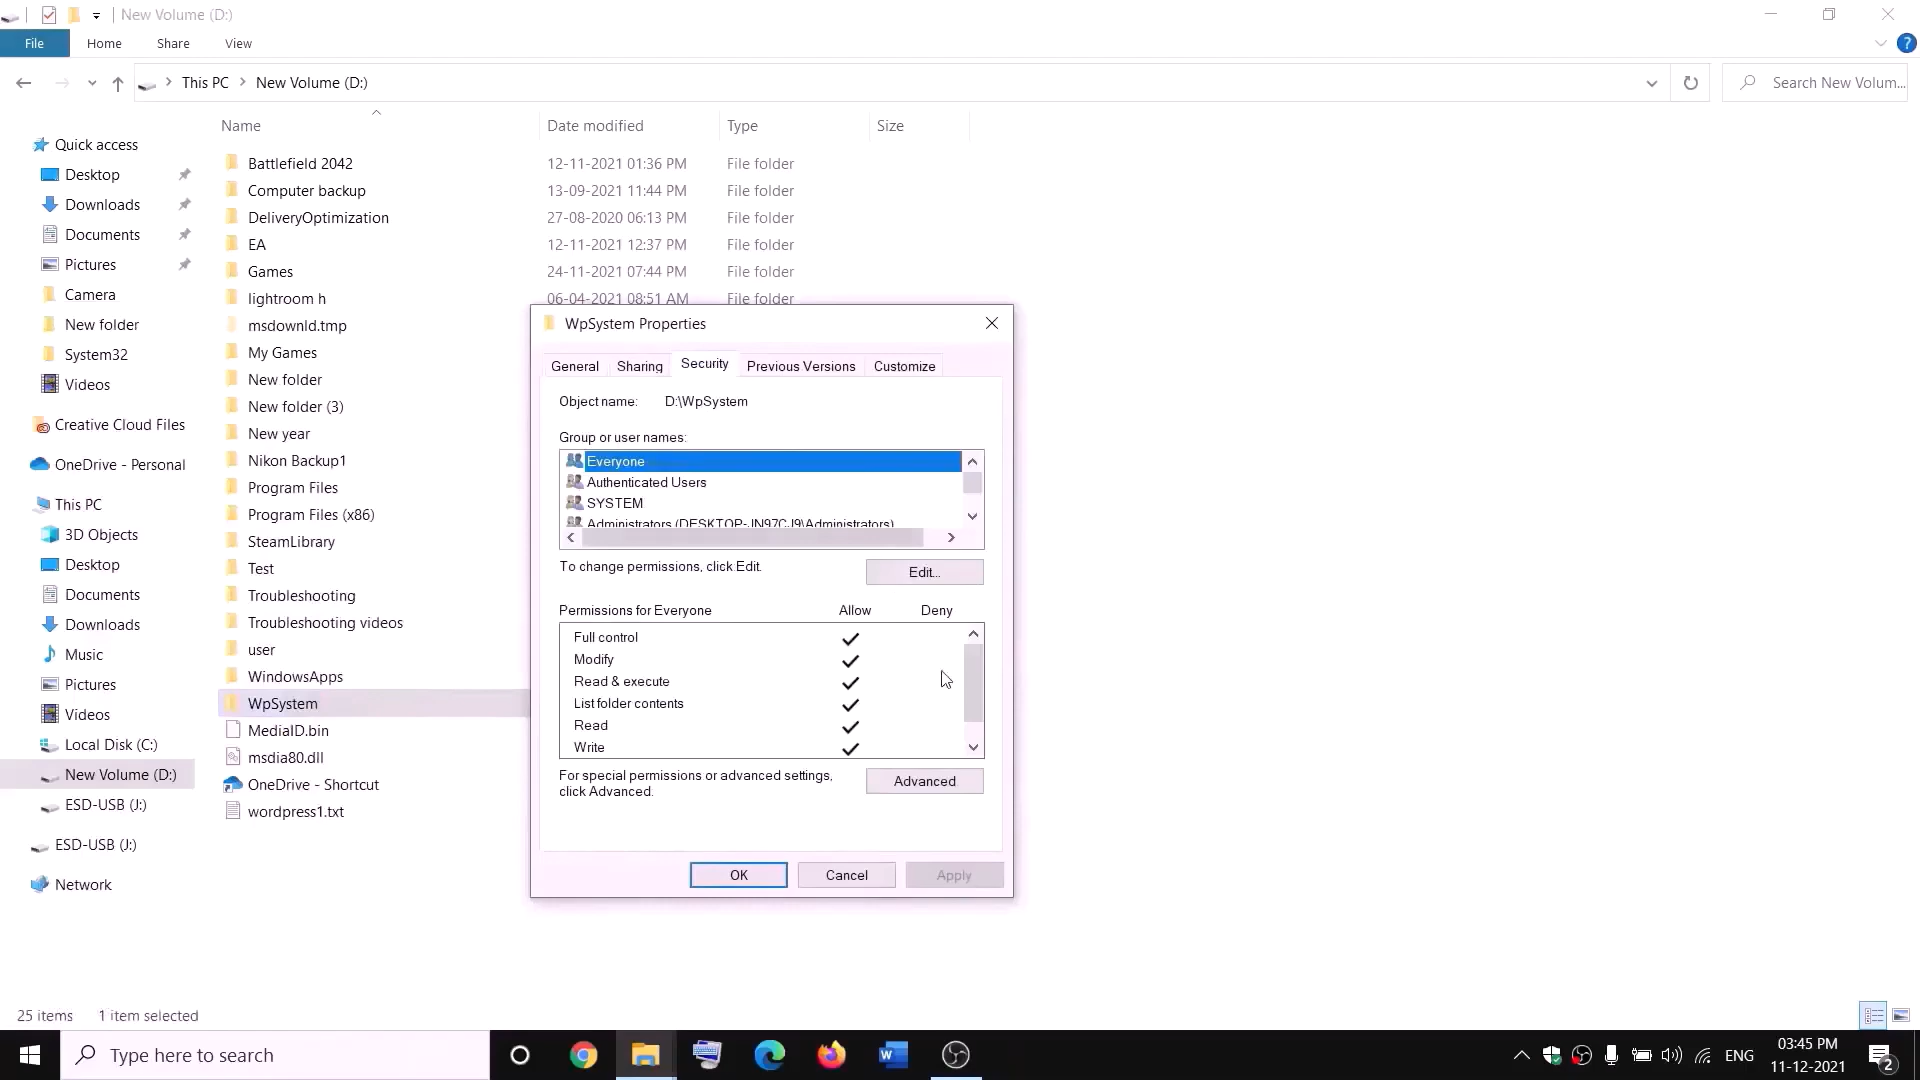 New Volume (D:)
File
Home
Share
View
?
This PC
New Volume (D:)
Search New Volum...
Name
Date modified
Type
Size
Quick access
Desktop
Downloads
Documents
Pictures
Camera
New folder
System32
Videos
Creative Cloud Files
OneDrive - Personal
This PC
3D Objects
Desktop
Documents
Downloads
Music
Pictures
Videos
Local Disk (C:)
New Volume (D:)
ESD-USB (J:)
ESD-USB (J:)
Network
Battlefield 2042 12-11-2021 01:36 PM File folder
Computer backup 13-09-2021 11:44 PM File folder
DeliveryOptimization 27-08-2020 06:13 PM File folder
EA 12-11-2021 12:37 PM File folder
Games 24-11-2021 07:44 PM File folder
lightroom h 06-04-2021 08:51 AM File folder
msdownld.tmp
My Games
New folder
New folder (3)
New year
Nikon Backup1
Program Files
Program Files (x86)
SteamLibrary
Test
Troubleshooting
Troubleshooting videos
user
WindowsApps
WpSystem
MediaID.bin
msdia80.dll
OneDrive - Shortcut
wordpress1.txt
WpSystem Properties
General
Sharing
Security
Previous Versions
Customize
Object name: D:\WpSystem
Group or user names:
Everyone
Authenticated Users
SYSTEM
Administrators (DESKTOP-JN97CJ9\Administrators)
To change permissions, click Edit.
Edit...
Permissions for Everyone Allow Deny
Full control
Modify
Read & execute
List folder contents
Read
Write
For special permissions or advanced settings,
click Advanced.
Advanced
OK
Cancel
Apply
25 items 1 item selected
Type here to search
ENG
03:45 PM
11-12-2021
2